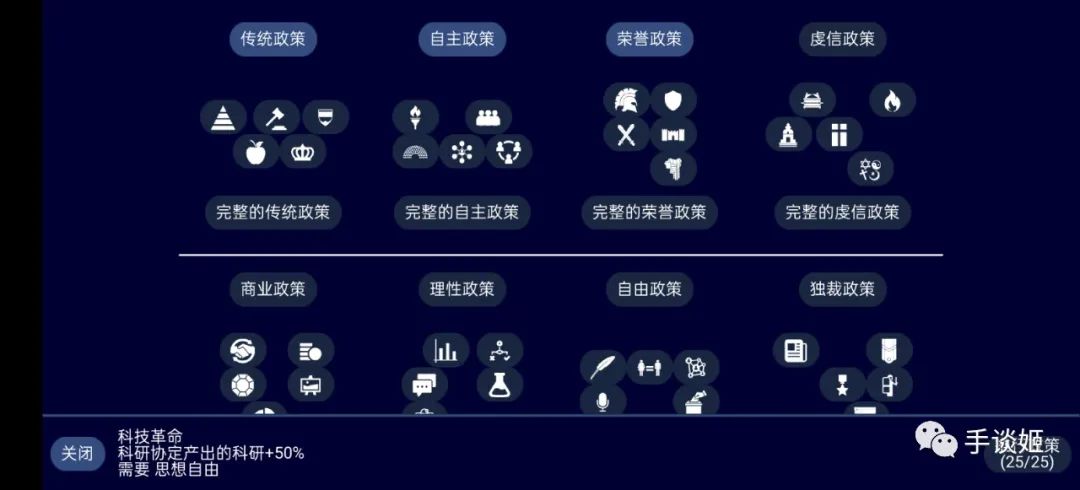 传统政策
自主政策
荣誉政策
虔信政策
完整的传统政策
完整的自主政策
完整的荣誉政策
完整的虔信政策
商业政策
理性政策
自由政策
独裁政策
关闭
科技革命
科研协定产出的科研+50%
需要 思想自由
手谈姬
政策
(25/25)